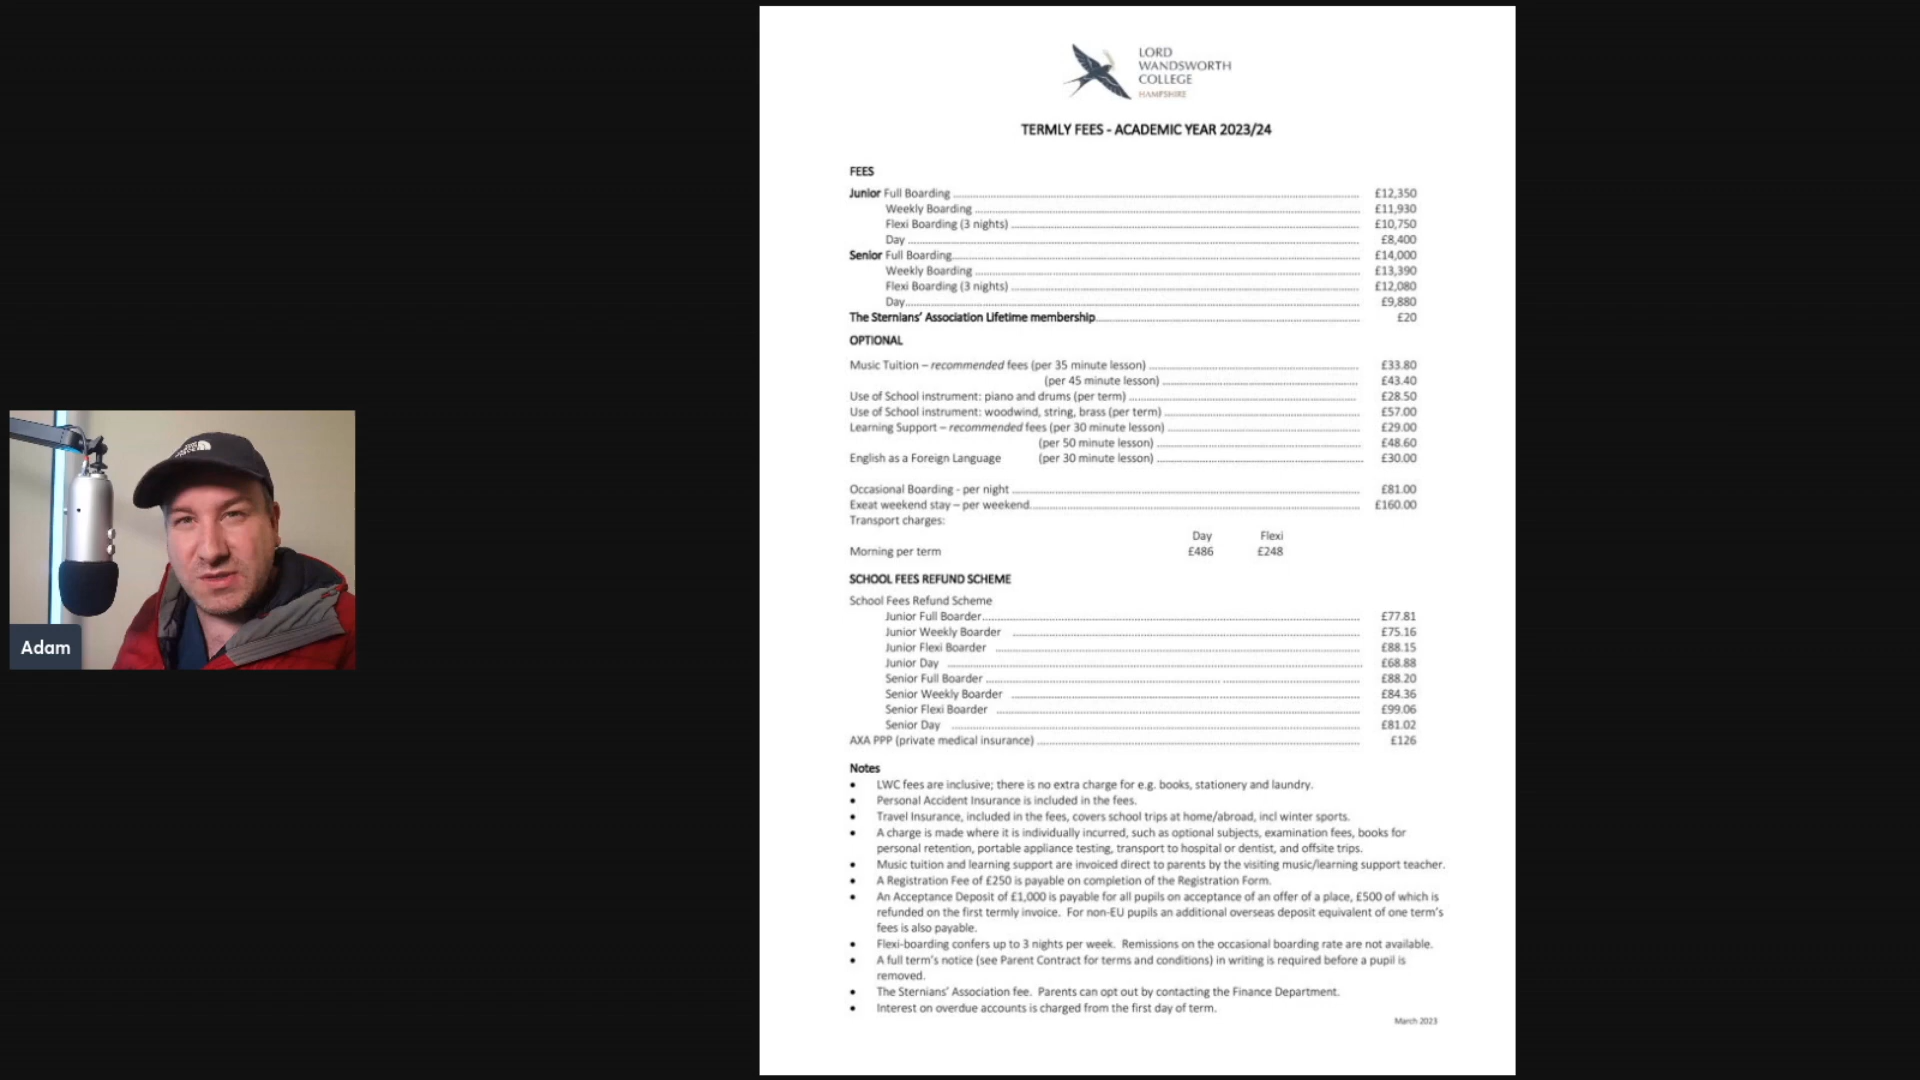 LORD
WANDSWORTH
COLLEGE
HAMPSHIRE
TERMLY FEES - ACADEMIC YEAR 2023/24
FEES
Junior Full Boarding £12,350
Weekly Boarding £11,930
Flexi Boarding (3 nights) £10,750
Day £8,400
Senior Full Boarding £14,000
Weekly Boarding £13,390
Flexi Boarding (3 nights) £12,080
Day £9,880
The Sternians' Association Lifetime membership £20
OPTIONAL
Music Tuition – recommended fees (per 35 minute lesson) £33.80
(per 45 minute lesson) £43.40
Use of School instrument: piano and drums (per term) £28.50
Use of School instrument: woodwind, string, brass (per term) £57.00
Learning Support – recommended fees (per 30 minute lesson) £29.00
(per 50 minute lesson) £48.60
English as a Foreign Language (per 30 minute lesson) £30.00
Occasional Boarding - per night £81.00
Exeat weekend stay – per weekend £160.00
Transport charges:
Day Flexi
Morning per term £486 £248
SCHOOL FEES REFUND SCHEME
School Fees Refund Scheme
Junior Full Boarder £77.81
Junior Weekly Boarder £75.16
Junior Flexi Boarder £88.15
Junior Day £68.88
Senior Full Boarder £88.20
Senior Weekly Boarder £84.36
Senior Flexi Boarder £99.06
Senior Day £81.02
AXA PPP (private medical insurance) £126
Notes
• LWC fees are inclusive; there is no extra charge for e.g. books, stationery and laundry.
• Personal Accident Insurance is included in the fees.
• Travel Insurance, included in the fees, covers school trips at home/abroad, incl winter sports.
• A charge is made where it is individually incurred, such as optional subjects, examination fees, books for
personal retention, portable appliance testing, transport to hospital or dentist, and offsite trips.
• Music tuition and learning support are invoiced direct to parents by the visiting music/learning support teacher.
• A Registration Fee of £250 is payable on completion of the Registration Form.
• An Acceptance Deposit of £1,000 is payable for all pupils on acceptance of an offer of a place, £500 of which is
refunded on the first termly invoice. For non-EU pupils an additional overseas deposit equivalent of one term's
fees is also payable.
• Flexi-boarding confers up to 3 nights per week. Remissions on the occasional boarding rate are not available.
• A full term's notice (see Parent Contract for terms and conditions) in writing is required before a pupil is
removed.
• The Sternians' Association fee. Parents can opt out by contacting the Finance Department.
• Interest on overdue accounts is charged from the first day of term.
March 2023
Adam